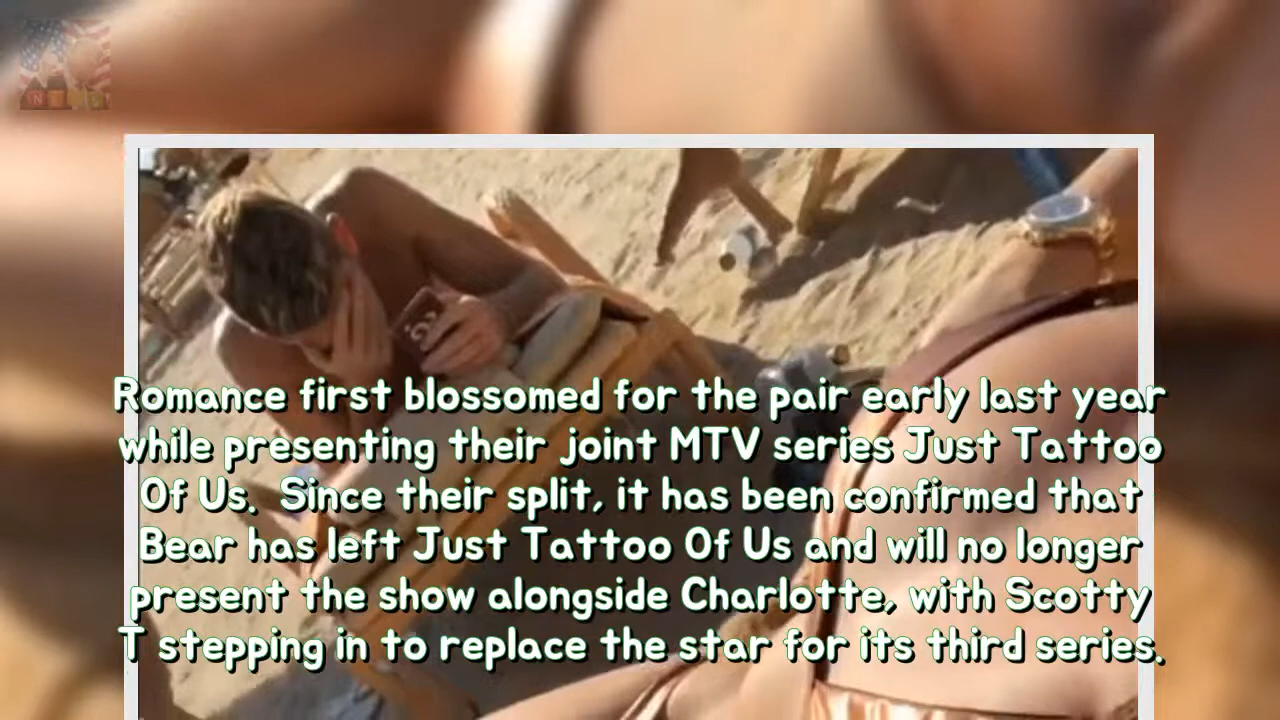 Romance first blossomed for the pair early last year
while presenting their joint MTV series Just Tattoo
Of Us.  Since their split, it has been confirmed that
Bear has left Just Tattoo Of Us and will no longer
present the show alongside Charlotte, with Scotty
T stepping in to replace the star for its third series.